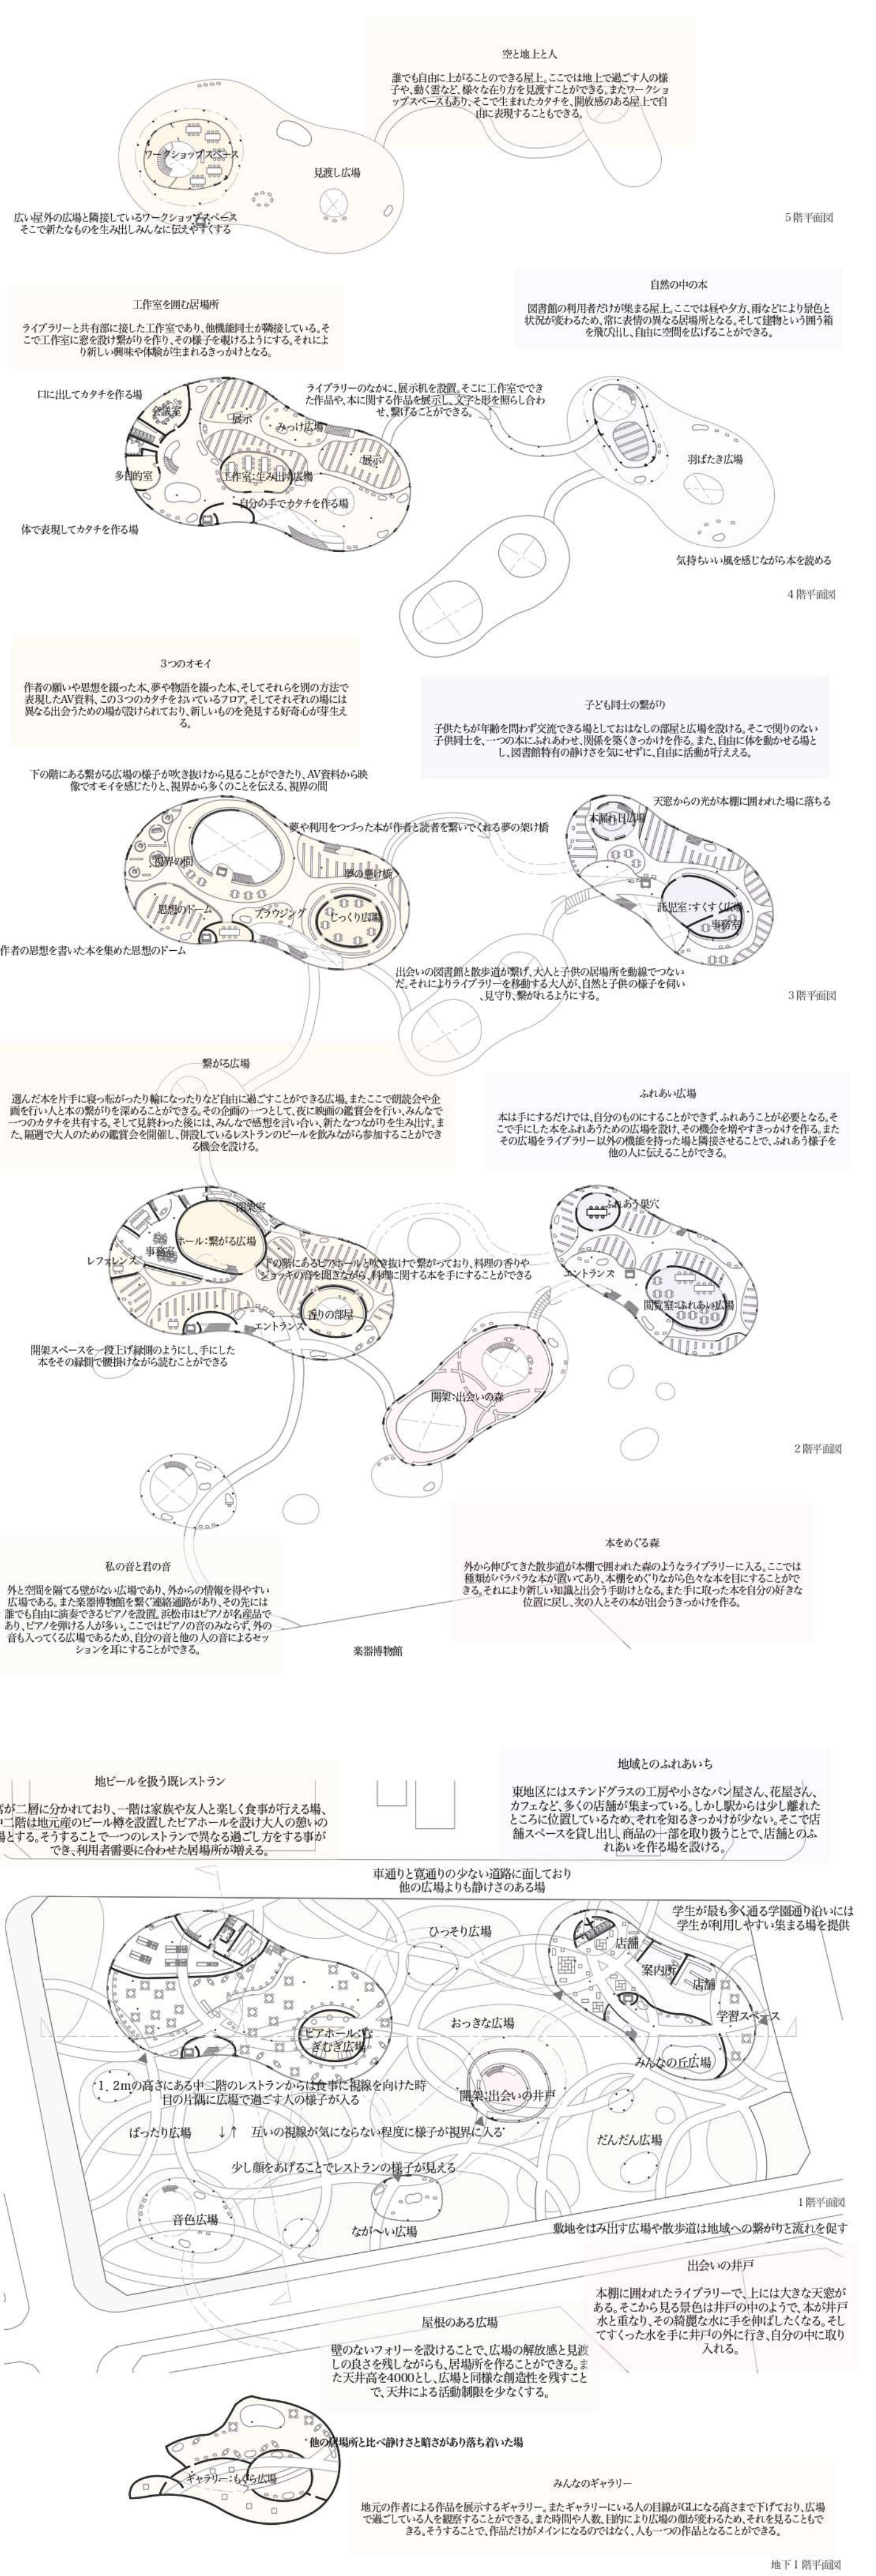 空と地上と人
誰でも自由に上がることのできる屋上。ここでは地上で過ごす人の様
子や、動く雲など、様々な在り方を見渡すことができる。またワークショ
ップスペースもあり、そこで生まれたカタチを、開放感のある屋上で自
由に表現することもできる。
ワークショップスペース
見渡し広場
広い屋外の広場と隣接しているワークショップスペース
そこで新たなものを生み出しみんなに伝えやすくする
5階平面図
工作室を囲む居場所
ライブラリーと共有部に接した工作室であり、他機能同士が隣接している。そ
こで工作室に窓を設け繋がりを作り、その様子を覗けるようにする。それによ
り新しい興味や体験が生まれるきっかけとなる。
自然の中の本
図書館の利用者だけが集まる屋上。ここでは昼や夕方、雨などにより景色と
状況が変わるため、常に表情の異なる居場所となる。そして建物という囲う箱
を飛び出し、自由に空間を広げることができる。
口に出してカタチを作る場
ライブラリーのなかに、展示机を設置。そこに工作室ででき
た作品や、本に関する作品を展示し、文字と形を照らし合わ
せ、繋げることができる。
会議室
展示
みっけ広場
展示
多目的室
工作室:生み出す広場
自分の手でカタチを作る場
体で表現してカタチを作る場
羽ばたき広場
気持ちいい風を感じながら本を読める
4階平面図
3つのオモイ
作者の願いや思想を綴った本、夢や物語を綴った本、そしてそれらを別の方法で
表現したAV資料、この3つのカタチをおいているフロア。そしてそれぞれの場には
異なる出会うための場が設けられており、新しいものを発見する好奇心が芽生え
る。
子ども同士の繋がり
子供たちが年齢を問わず交流できる場としておはなしの部屋と広場を設ける。そこで関りのない
子供同士を、一つの本にふれあわせ、関係を築くきっかけを作る。また、自由に体を動かせる場と
し、図書館特有の静けさを気にせずに、自由に活動が行ええる。
下の階にある繋がる広場の様子が吹き抜けから見ることができたり、AV資料から映
像でオモイを感じたりと、視界から多くのことを伝える、視界の間
夢や利用をつづった本が作者と読者を繋いでくれる夢の架け橋
天窓からの光が本棚に囲われた場に落ちる
木漏れ日広場
視界の間
夢の懸け橋
思想のドーム
ブラウジング
じっくり広場
託児室:すくすく広場
事務室
作者の思想を書いた本を集めた思想のドーム
出会いの図書館と散歩道が繋げ、大人と子供の居場所を動線でつない
だ。それによりライブラリーを移動する大人が、自然と子供の様子を伺い
、見守り、繋がれるようにする。
3階平面図
繋がる広場
選んだ本を片手に寝っ転がったり輪になったりなど自由に過ごすことができる広場。またここで朗読会や企
画を行い人と本の繋がりを深めることができる。その企画の一つとして、夜に映画の鑑賞会を行い、みんなで
一つのカタチを共有する。そして見終わった後には、みんなで感想を言い合い、新たなつながりを生み出す。ま
た、隔週で大人のための鑑賞会を開催し、併設しているレストランのビールを飲みながら参加することができ
る機会を設ける。
ふれあい広場
本は手にするだけでは、自分のものにすることができず、ふれあうことが必要となる。そ
こで手にした本をふれあうための広場を設け、その機会を増やすきっかけを作る。また
その広場をライブラリー以外の機能を持った場と隣接させることで、ふれあう様子を
他の人に伝えることができる。
ふれあう巣穴
ホール:繋がる広場
事務室
レファレンス
下の階にあるビアホールと吹き抜けで繋がっており、料理の香りや
ジョッキの音を聞きながら、料理に関する本を手にすることができる
エントランス
香りの部屋
エントランス
閲覧室:ふれあい広場
開架スペースを一段上げ縁側のようにし、手にした
本をその縁側で腰掛けながら読むことができる
開架:出会いの森
2階平面図
本をめぐる森
外から伸びてきた散歩道が本棚で囲われた森のようなライブラリーに入る。ここでは
種類がバラバラな本が置いてあり、本棚をめぐりながら色々な本を目にすることがで
きる。それにより新しい知識と出会う手助けとなる。また手に取った本を自分の好きな
位置に戻し、次の人とその本が出会うきっかけを作る。
私の音と君の音
外と空間を隔てる壁がない広場であり、外からの情報を得やすい
広場である。また楽器博物館を繋ぐ連絡通路があり、その先には
誰でも自由に演奏できるピアノを設置。浜松市はピアノが名産品で
あり、ピアノを弾ける人が多い。ここではピアノの音のみならず、外の
音も入ってくる広場であるため、自分の音と他の人の音によるセッ
ションを耳にすることができる。
楽器博物館
地ビールを扱う既レストラン
が二層に分かれており、一階は家族や友人と楽しく食事が行える場、
中二階は地元産のビール樽を設置したビアホールを設け大人の憩いの
場とする。そうすることで一つのレストランで異なる過ごし方をする事が
でき、利用者需要に合わせた居場所が増える。
地域とのふれあいち
東地区にはステンドグラスの工房や小さなパン屋さん、花屋さん、
カフェなど、多くの店舗が集まっている。しかし駅からは少し離れた
ところに位置しているため、それを知るきっかけが少ない。そこで店
舗スペースを貸し出し、商品の一部を取り扱うことで、店舗とのふ
れあいを作る場を設ける。
車通りと寛通りの少ない道路に面しており
他の広場よりも静けさのある場
学生が最も多く通る学園通り沿いには
学生が利用しやすい集まる場を提供
ひっそり広場
店舗
案内所
店舗
学習スペース
おっきな広場
ビアホール:むぎむぎ広場
みんなの丘広場
1.2mの高さにある中二階のレストランからは食事に視線を向けた時
目の片隅に広場で過ごす人の様子が入る
開架:出会いの井戸
ばったり広場
↓↑ 互いの視線が気にならない程度に様子が視界に入る
だんだん広場
少し顔をあげることでレストランの様子が見える
音色広場
なが〜い広場
1階平面図
敷地をはみ出す広場や散歩道は地域への繋がりと流れを促す
出会いの井戸
本棚に囲われたライブラリーで、上には大きな天窓が
ある。そこから見る景色は井戸の中のようで、本が井戸
水と重なり、その綺麗な水に手を伸ばしたくなる。そし
てすくった水を手に井戸の外に行き、自分の中に取り
入れる。
屋根のある広場
壁のないフォリーを設けることで、広場の解放感と見渡
しの良さを残しながらも、居場所を作ることができる。ま
た天井高を4000とし、広場と同様な創造性を残すこと
で、天井による活動制限を少なくする。
他の居場所と比べ静けさと暗さがあり落ち着いた場
ギャラリー:もぐら広場
みんなのギャラリー
地元の作者による作品を展示するギャラリー。またギャラリーにいる人の目線がGLになる高さまで下げており、広場
で過ごしている人を観察することができる。また時間や人数、目的により広場の顔が変わるため、それを見ることもで
きる。そうすることで、作品だけがメインになるのではなく、人も一つの作品となることができる。
地下1階平面図